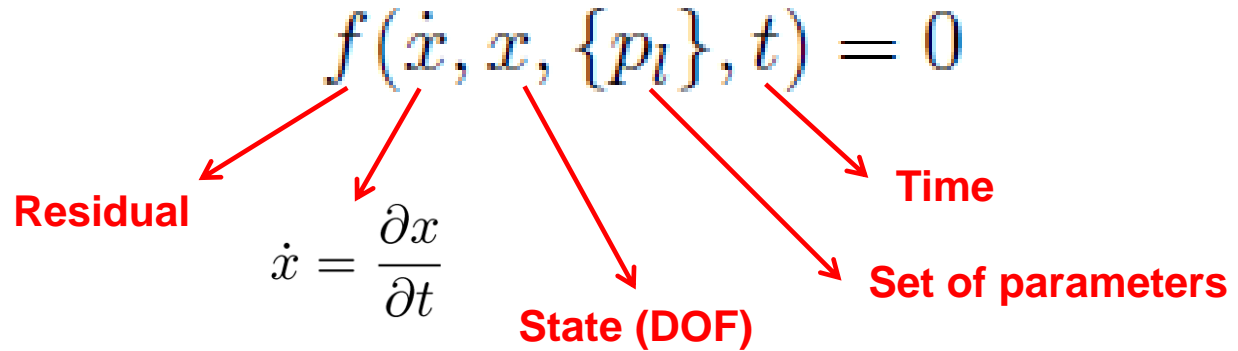 f(ẋ, x, {p_l}, t) = 0
Residual
ẋ = ∂x/∂t
State (DOF)
Time
Set of parameters